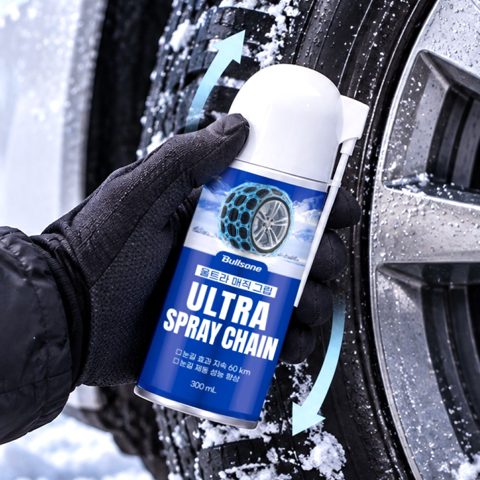 Bullsone
울트라 매직 그립
ULTRA
SPRAY CHAIN
□ 눈길 효과 지속 60 km
□ 눈길 제동 성능 향상
300 mL